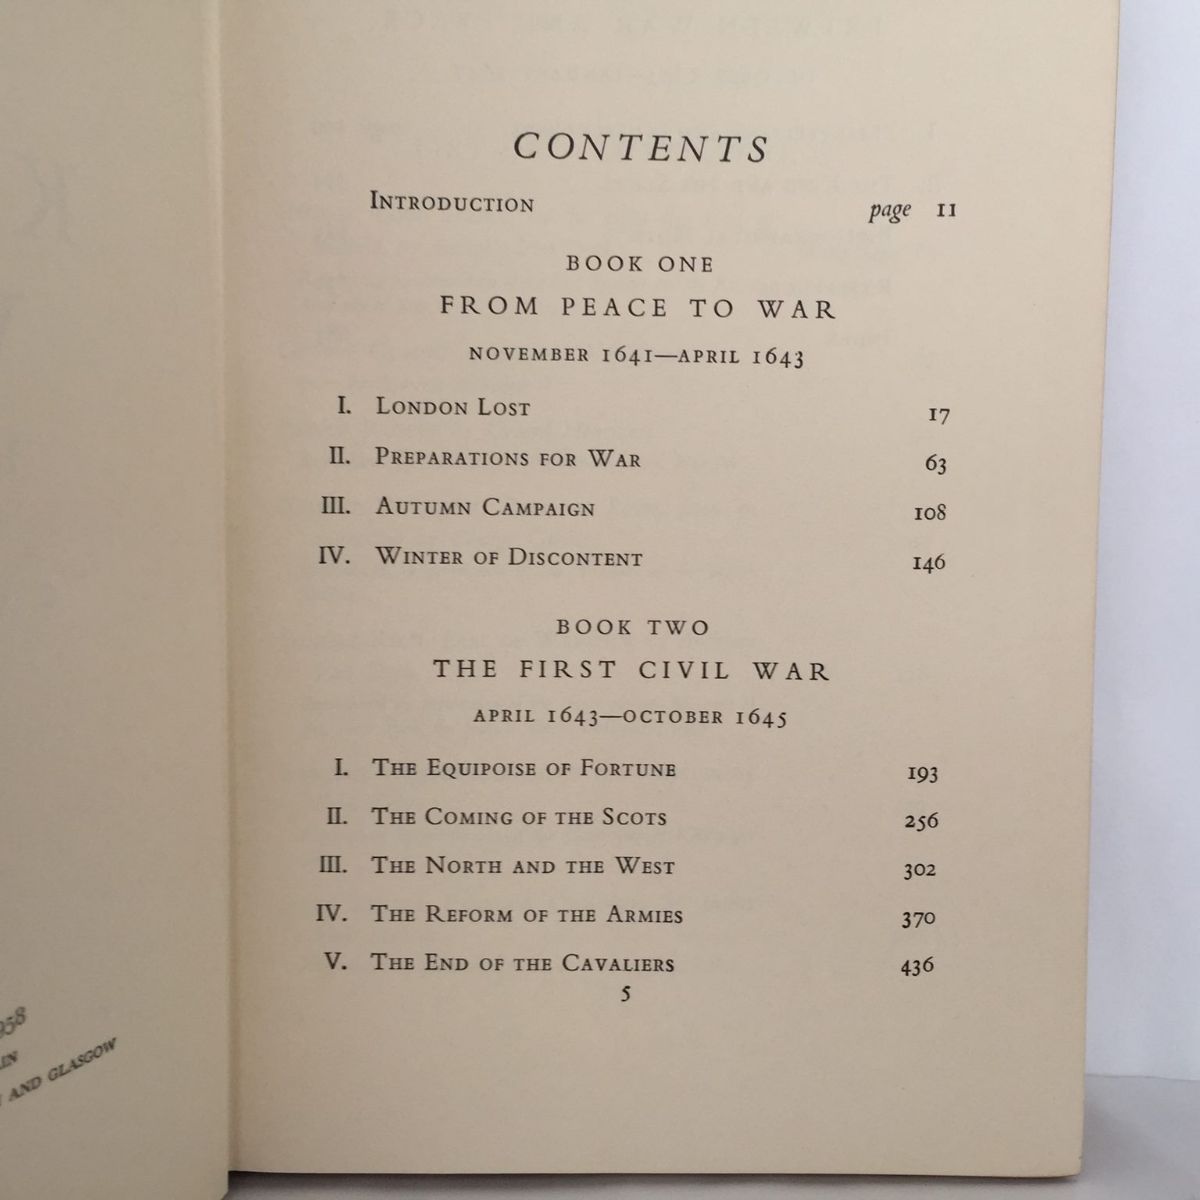 CONTENTS
INTRODUCTION page 11
BOOK ONE
FROM PEACE TO WAR
NOVEMBER 1641—APRIL 1643
I. LONDON LOST 17
II. PREPARATIONS FOR WAR 63
III. AUTUMN CAMPAIGN 108
IV. WINTER OF DISCONTENT 146
BOOK TWO
THE FIRST CIVIL WAR
APRIL 1643—OCTOBER 1645
I. THE EQUIPOISE OF FORTUNE 193
II. THE COMING OF THE SCOTS 256
III. THE NORTH AND THE WEST 302
IV. THE REFORM OF THE ARMIES 370
V. THE END OF THE CAVALIERS 436
5
AND GLASGOW